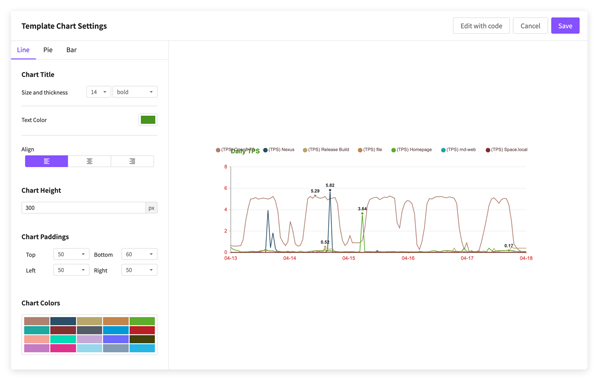 Template Chart Settings
Edit with code
Cancel
Save
Line
Pie
Bar
Chart Title
Size and thickness
14
bold
Text Color
Align
Chart Height
300
px
Chart Paddings
Top
50
Bottom
60
Left
50
Right
50
Chart Colors
Daily TPS
(TPS) Nexus
(TPS) Release Build
(TPS) file
(TPS) Homepage
(TPS) md-web
(TPS) Space.local
8
6
4
2
0
5.29
5.82
3.64
0.52
0.17
04-13
04-14
04-15
04-16
04-17
04-18